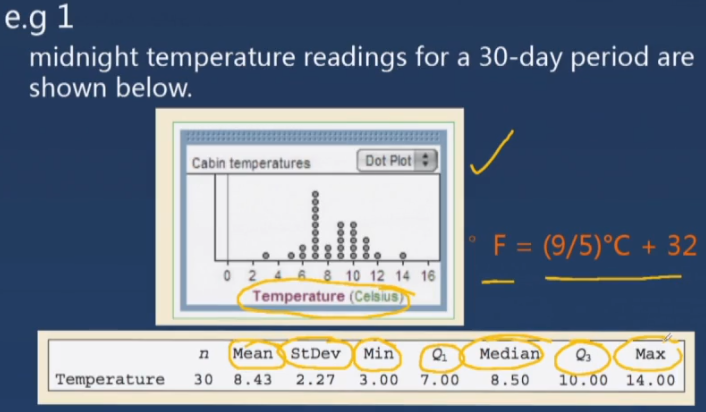 e.g 1
midnight temperature readings for a 30-day period are
shown below.
Cabin temperatures Dot Plot
° F = (9/5)°C + 32
0 2 4 6 8 10 12 14 16
Temperature (Celsius)
n Mean StDev Min Q₁ Median Q₃ Max
Temperature 30 8.43 2.27 3.00 7.00 8.50 10.00 14.00